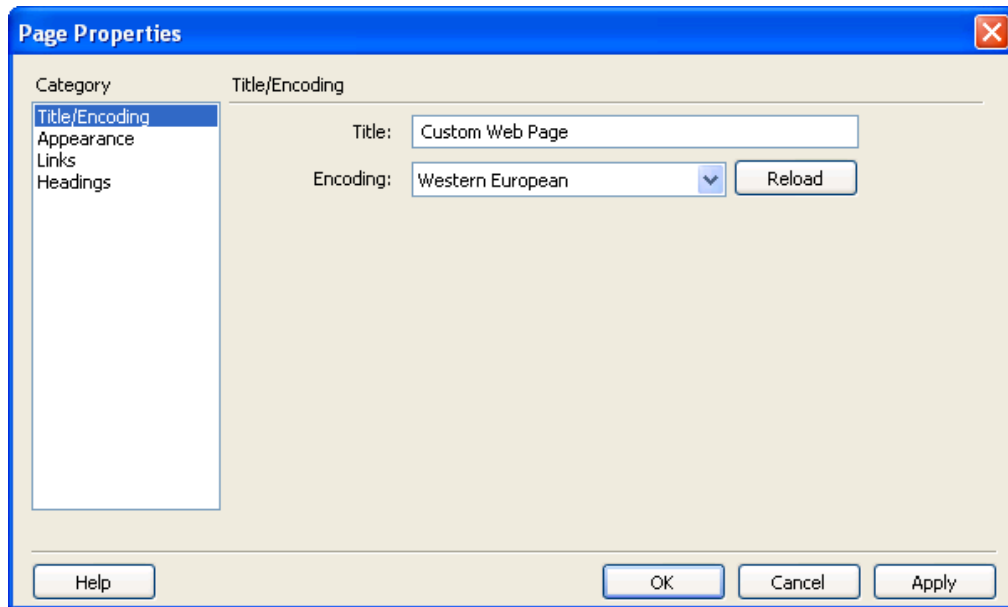 Page Properties
Category
Title/Encoding
Appearance
Links
Headings
Title/Encoding
Title: Custom Web Page
Encoding: Western European Reload
Help OK Cancel Apply